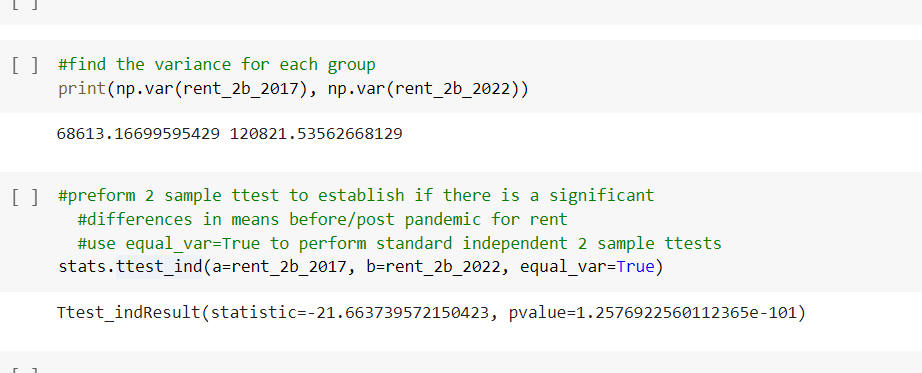 [ ]
[ ] #find the variance for each group
print(np.var(rent_2b_2017), np.var(rent_2b_2022))
68613.16699595429 120821.53562668129
[ ] #preform 2 sample ttest to establish if there is a significant
#differences in means before/post pandemic for rent
#use equal_var=True to perform standard independent 2 sample ttests
stats.ttest_ind(a=rent_2b_2017, b=rent_2b_2022, equal_var=True)
Ttest_indResult(statistic=-21.663739572150423, pvalue=1.2576922560112365e-101)
[ ]